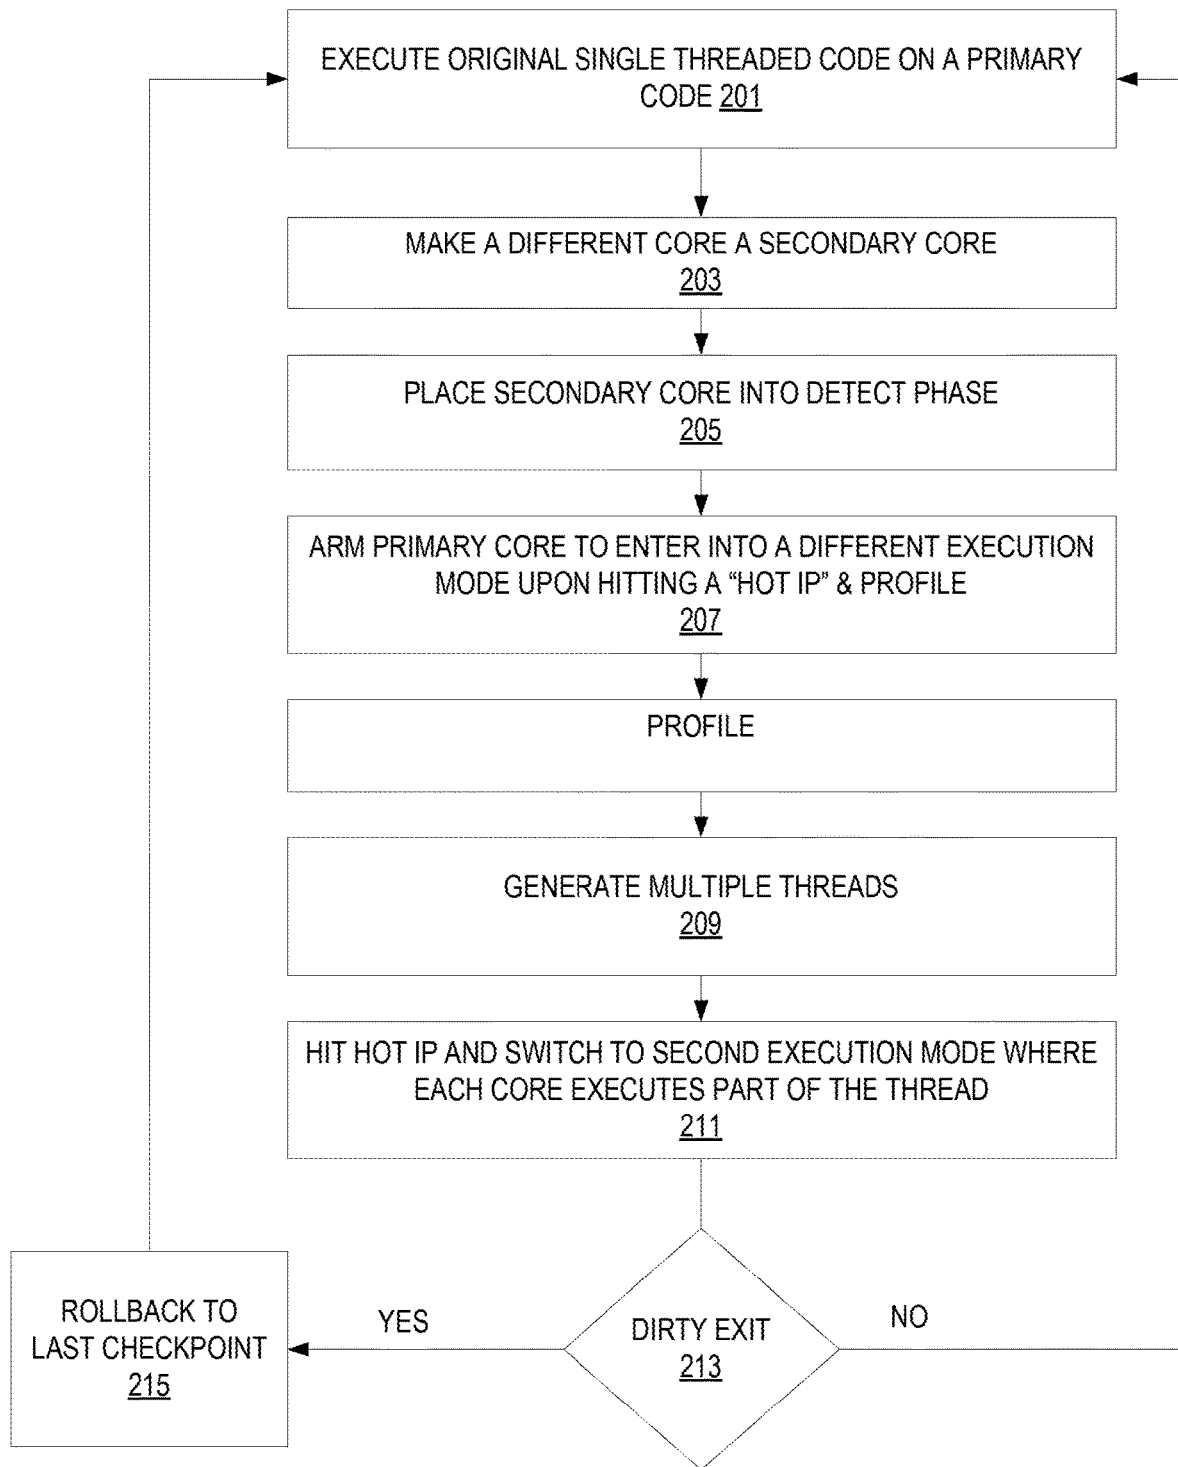 EXECUTE ORIGINAL SINGLE THREADED CODE ON A PRIMARY
CODE 201
MAKE A DIFFERENT CORE A SECONDARY CORE
203
PLACE SECONDARY CORE INTO DETECT PHASE
205
ARM PRIMARY CORE TO ENTER INTO A DIFFERENT EXECUTION
MODE UPON HITTING A “HOT IP” & PROFILE
207
PROFILE
GENERATE MULTIPLE THREADS
209
HIT HOT IP AND SWITCH TO SECOND EXECUTION MODE WHERE
EACH CORE EXECUTES PART OF THE THREAD
211
ROLLBACK TO
LAST CHECKPOINT
215
YES
DIRTY EXIT
213
NO